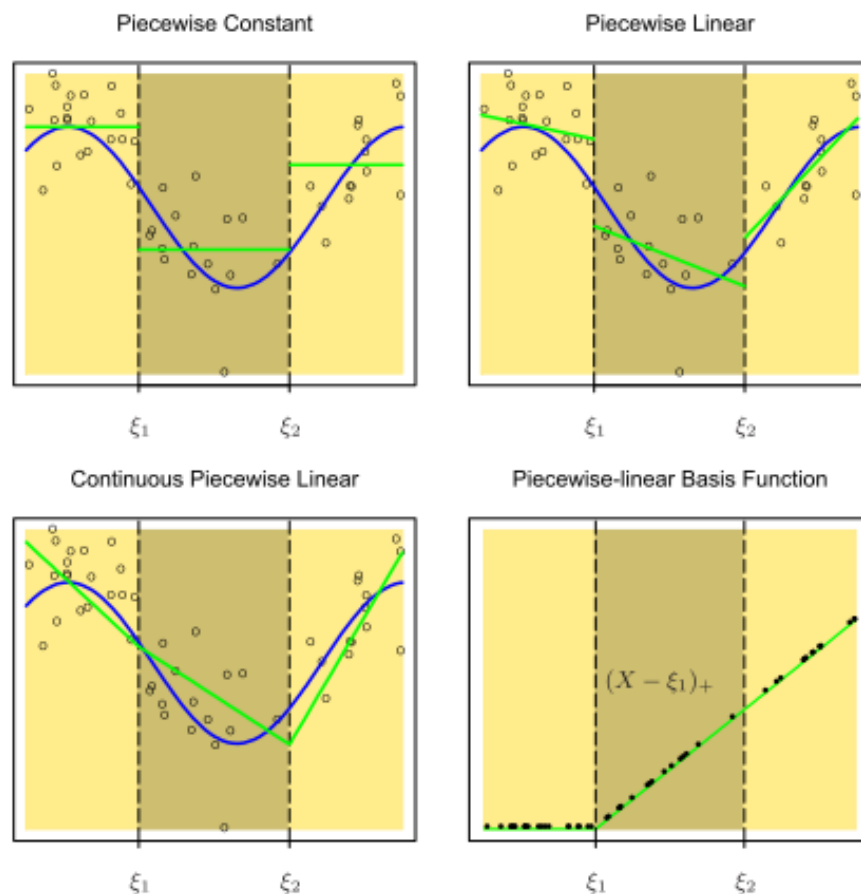 Piecewise Constant
Piecewise Linear
ξ₁ ξ₂
ξ₁ ξ₂
Continuous Piecewise Linear
Piecewise-linear Basis Function
(X − ξ₁)₊
ξ₁ ξ₂
ξ₁ ξ₂